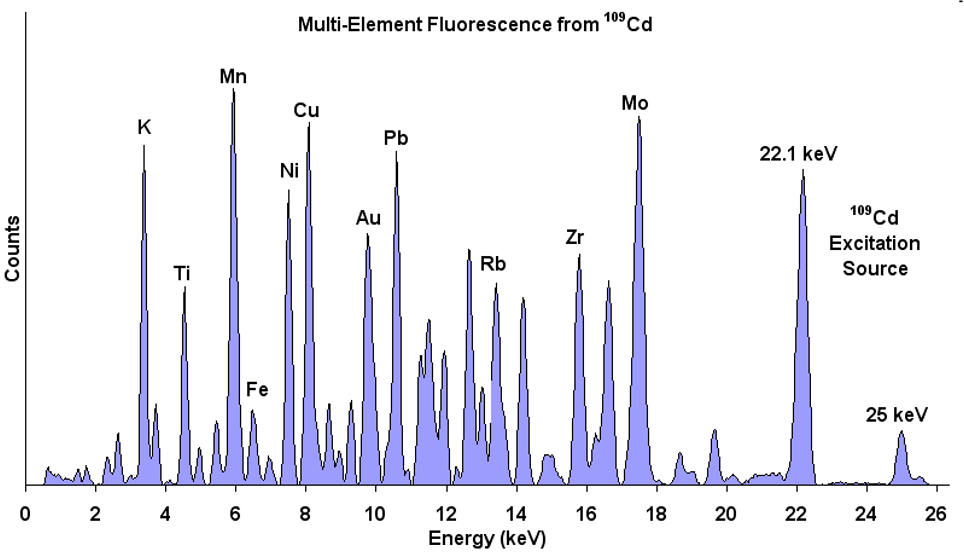 Multi-Element Fluorescence from ¹⁰⁹Cd
Mn
Cu
Mo
K
Pb
22.1 keV
Ni
Au
¹⁰⁹Cd
Excitation
Source
Zr
Rb
Ti
Fe
25 keV
Counts
0 2 4 6 8 10 12 14 16 18 20 22 24 26
Energy (keV)